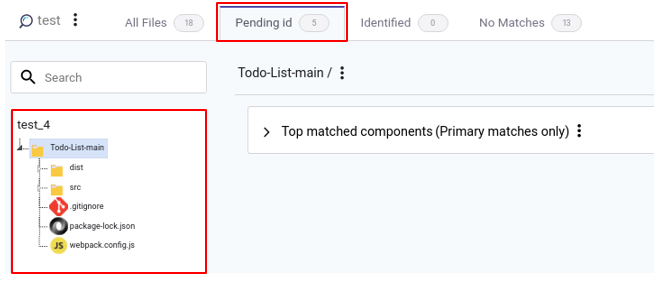 test All Files 18 Pending id 5 Identified 0 No Matches 13
Search
Todo-List-main /
Top matched components (Primary matches only)
test_4
Todo-List-main
dist
src
.gitignore
package-lock.json
JS webpack.config.js